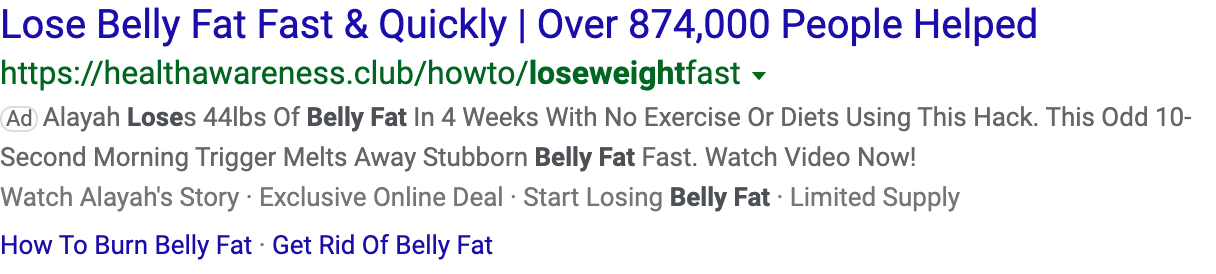 Lose Belly Fat Fast & Quickly | Over 874,000 People Helped
https://healthawareness.club/howto/loseweightfast
Ad Alayah Loses 44lbs Of Belly Fat In 4 Weeks With No Exercise Or Diets Using This Hack. This Odd 10-
Second Morning Trigger Melts Away Stubborn Belly Fat Fast. Watch Video Now!
Watch Alayah's Story · Exclusive Online Deal · Start Losing Belly Fat · Limited Supply
How To Burn Belly Fat · Get Rid Of Belly Fat